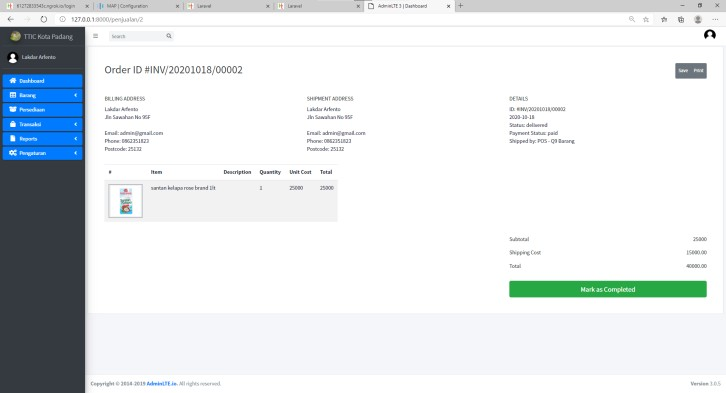 61273833543c.ngrok.io/login
WAP | Configuration
Laravel
Laravel
AdminLTE 3 | Dashboard
127.0.0.1:8000/penjualan/2
TTIC Kota Padang
Search
Lakdar Arfento
Dashboard
Barang
Persediaan
Transaksi
Reports
Pengaturan
Order ID #INV/20201018/00002
Save Print
BILLING ADDRESS
Lakdar Arfento
Jln Sawahan No 95F
Email: admin@gmail.com
Phone: 0862351823
Postcode: 25132
SHIPMENT ADDRESS
Lakdar Arfento
Jln Sawahan No 95F
Email: admin@gmail.com
Phone: 0862351823
Postcode: 25132
DETAILS
ID: #INV/20201018/00002
2020-10-18
Status: delivered
Payment Status: paid
Shipped by: POS - Q9 Barang
# Item Description Quantity Unit Cost Total
santan kelapa rose brand 1lt 1 25000 25000
Subtotal 25000
Shipping Cost 15000.00
Total 40000.00
Mark as Completed
Copyright © 2014-2019 AdminLTE.io. All rights reserved.
Version 3.0.5